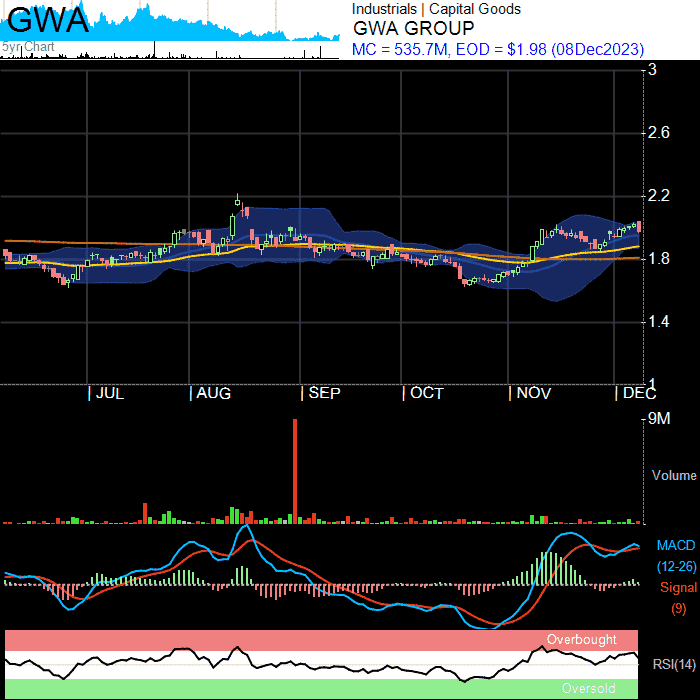 GWA
5yr Chart
Industrials | Capital Goods
GWA GROUP
MC = 535.7M, EOD = $1.98 (08Dec2023)
3
2.6
2.2
1.8
1.4
1
| JUL | AUG | SEP | OCT | NOV | DEC
9M
Volume
MACD
(12-26)
Signal
(9)
Overbought
RSI(14)
Oversold